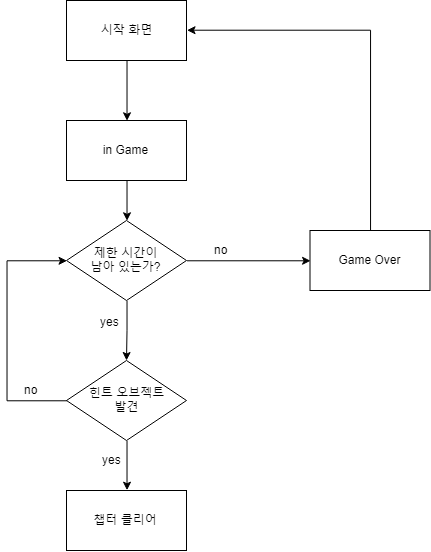 시작 화면
in Game
제한 시간이
남아 있는가?
no
Game Over
yes
힌트 오브젝트
발견
no
yes
챕터 클리어